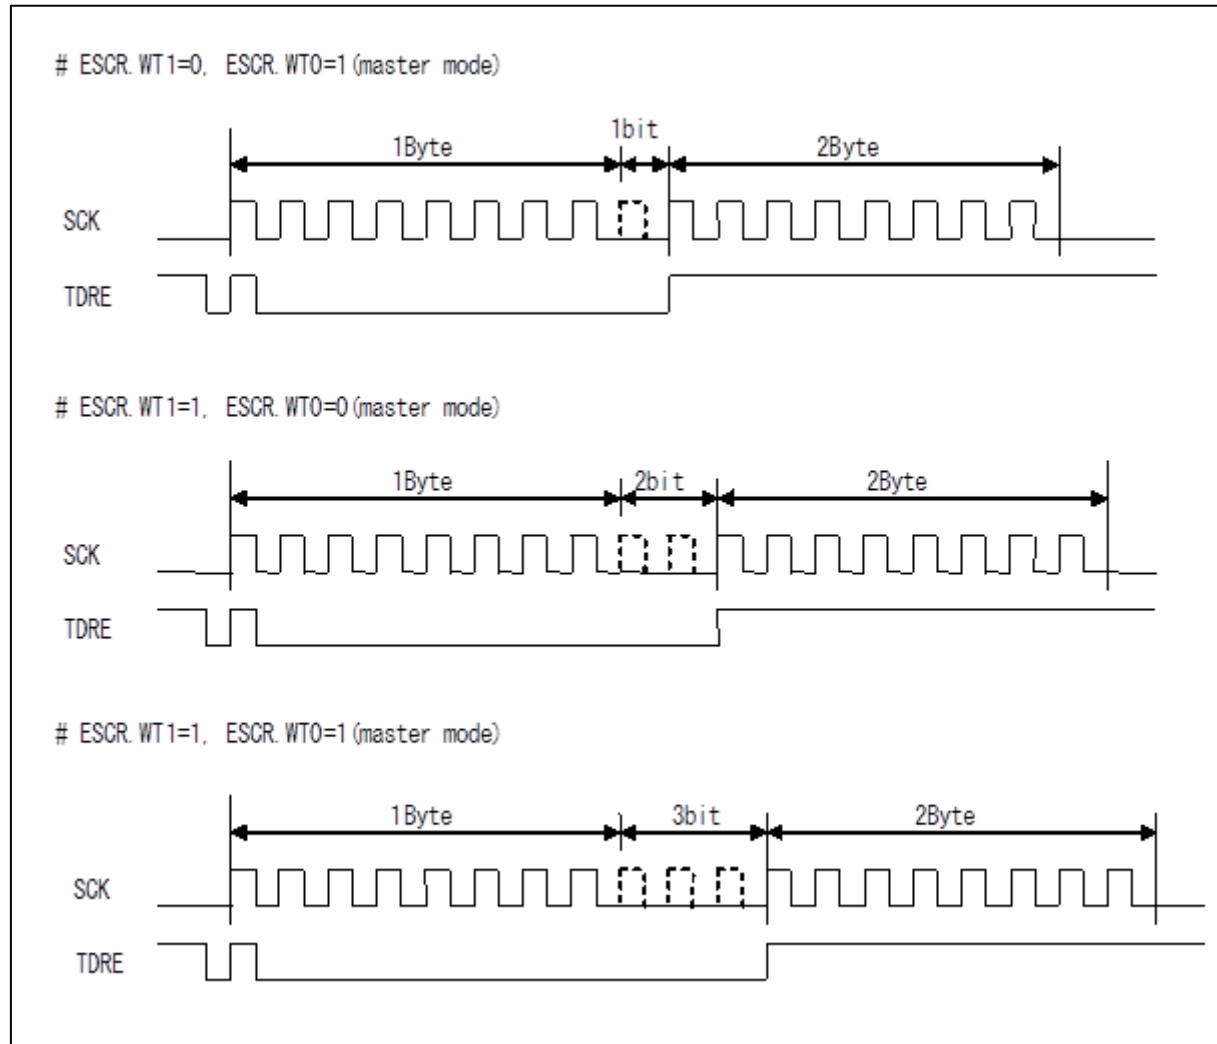 # ESCR.WT1=0, ESCR.WT0=1(master mode)
1bit
1Byte 2Byte
SCK
TDRE
# ESCR.WT1=1, ESCR.WT0=0(master mode)
1Byte 2bit 2Byte
SCK
TDRE
# ESCR.WT1=1, ESCR.WT0=1(master mode)
1Byte 3bit 2Byte
SCK
TDRE